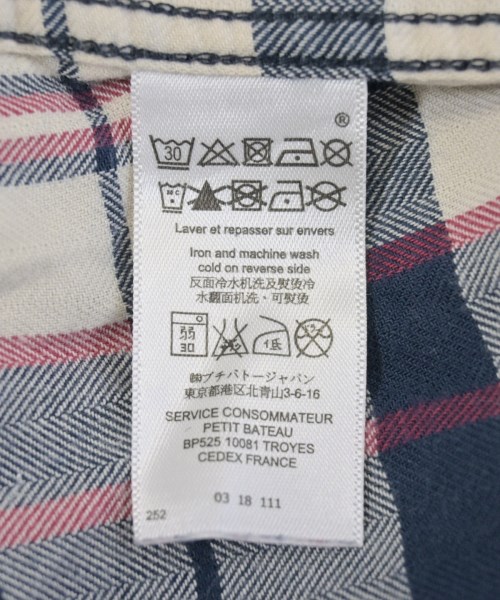 ®
30
MC
Laver et repasser sur envers
Iron and machine wash
cold on reverse side
反面冷水机洗及熨後冷
水翻面机洗・可熨後
弱
30
低
㈱プチバトージャパン
東京都港区北青山3-6-16
SERVICE CONSOMMATEUR
PETIT BATEAU
BP525 10081 TROYES
CEDEX FRANCE
03 18 111
252